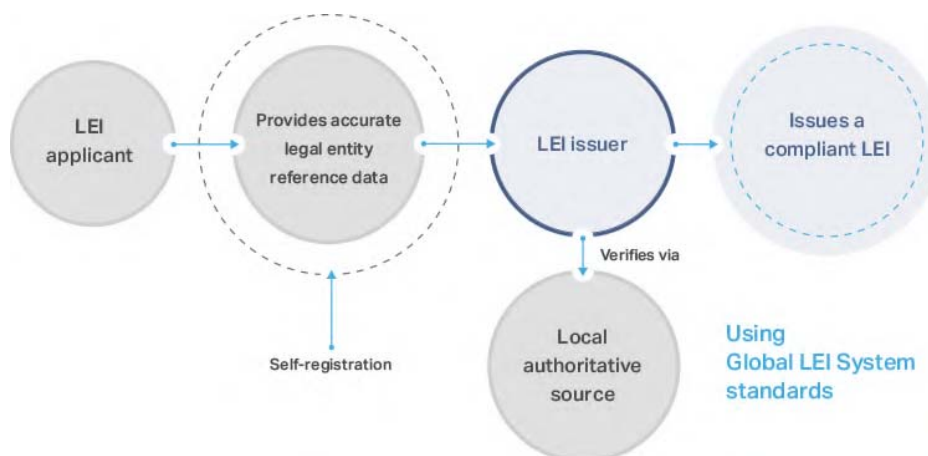 LEI
applicant
Provides accurate
legal entity
reference data
LEI issuer
Issues a
compliant LEI
Verifies via
Self-registration
Local
authoritative
source
Using
Global LEI System
standards